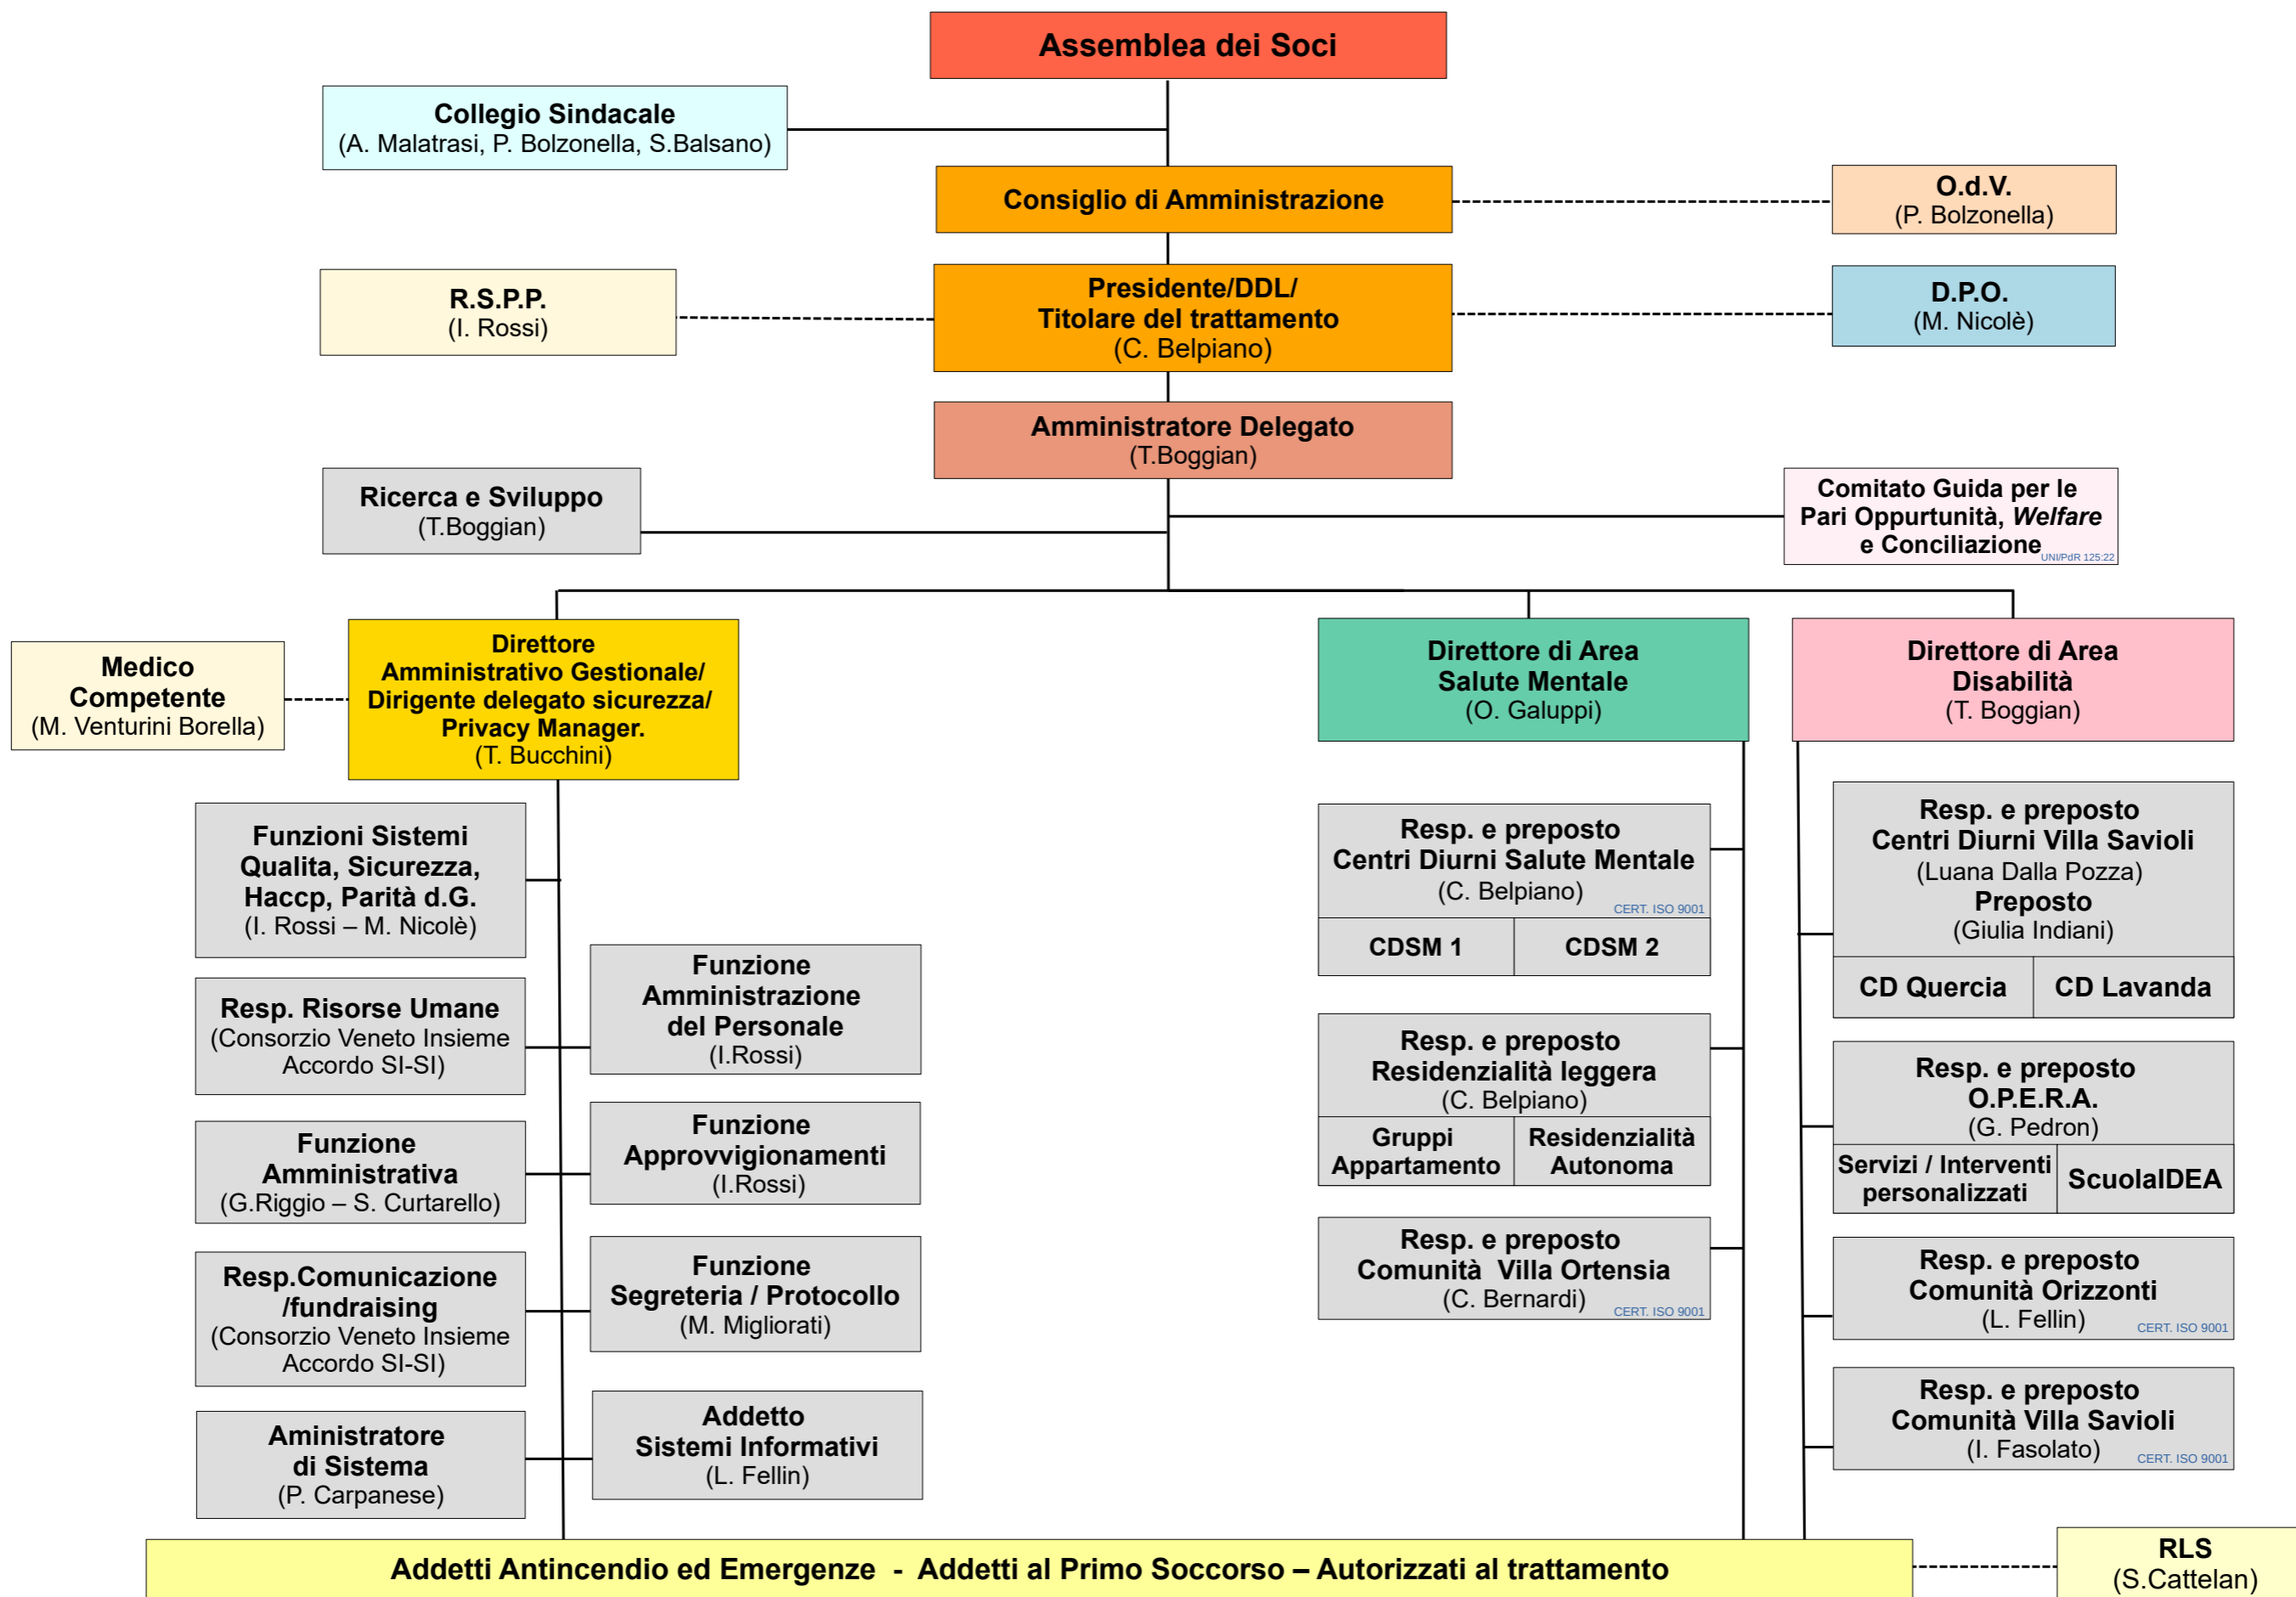 Assemblea dei Soci
Collegio Sindacale
(A. Malatrasi, P. Bolzonella, S.Balsano)
Consiglio di Amministrazione
O.d.V.
(P. Bolzonella)
R.S.P.P.
(I. Rossi)
Presidente/DDL/
Titolare del trattamento
(C. Belpiano)
D.P.O.
(M. Nicolè)
Amministratore Delegato
(T.Boggian)
Ricerca e Sviluppo
(T.Boggian)
Comitato Guida per le
Pari Oppurtunità, Welfare
e Conciliazione
UNI/PdR 125:22
Medico
Competente
(M. Venturini Borella)
Direttore
Amministrativo Gestionale/
Dirigente delegato sicurezza/
Privacy Manager.
(T. Bucchini)
Direttore di Area
Salute Mentale
(O. Galuppi)
Direttore di Area
Disabilità
(T. Boggian)
Funzioni Sistemi
Qualita, Sicurezza,
Haccp, Parità d.G.
(I. Rossi – M. Nicolè)
Funzione
Amministrazione
del Personale
(I.Rossi)
Resp. Risorse Umane
(Consorzio Veneto Insieme
Accordo SI-SI)
Funzione
Approvvigionamenti
(I.Rossi)
Funzione
Amministrativa
(G.Riggio – S. Curtarello)
Funzione
Segreteria / Protocollo
(M. Migliorati)
Resp.Comunicazione
/fundraising
(Consorzio Veneto Insieme
Accordo SI-SI)
Addetto
Sistemi Informativi
(L. Fellin)
Aministratore
di Sistema
(P. Carpanese)
Resp. e preposto
Centri Diurni Salute Mentale
(C. Belpiano)
CERT. ISO 9001
CDSM 1
CDSM 2
Resp. e preposto
Residenzialità leggera
(C. Belpiano)
Gruppi
Appartamento
Residenzialità
Autonoma
Resp. e preposto
Comunità Villa Ortensia
(C. Bernardi)
CERT. ISO 9001
Resp. e preposto
Centri Diurni Villa Savioli
(Luana Dalla Pozza)
Preposto
(Giulia Indiani)
CD Quercia
CD Lavanda
Resp. e preposto
O.P.E.R.A.
(G. Pedron)
Servizi / Interventi
personalizzati
ScuolaIDEA
Resp. e preposto
Comunità Orizzonti
(L. Fellin)
CERT. ISO 9001
Resp. e preposto
Comunità Villa Savioli
(I. Fasolato)
CERT. ISO 9001
Addetti Antincendio ed Emergenze - Addetti al Primo Soccorso – Autorizzati al trattamento
RLS
(S.Cattelan)